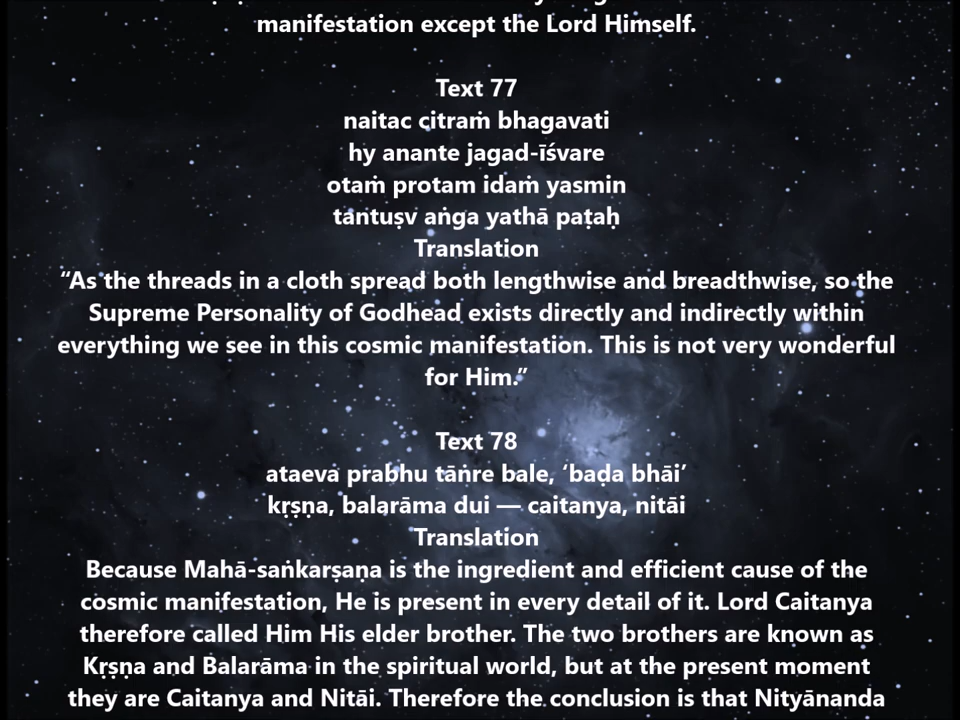 manifestation except the Lord Himself.
Text 77
naitac citraṁ bhagavati
hy anante jagad-īśvare
otaṁ protam idaṁ yasmin
tantuṣv aṅga yathā paṭaḥ
Translation
“As the threads in a cloth spread both lengthwise and breadthwise, so the
Supreme Personality of Godhead exists directly and indirectly within
everything we see in this cosmic manifestation. This is not very wonderful
for Him.”
Text 78
ataeva prabhu tāṅre bale, ‘baḍa bhāi’
kṛṣṇa, balarāma dui — caitanya, nitāi
Translation
Because Mahā-saṅkarṣaṇa is the ingredient and efficient cause of the
cosmic manifestation, He is present in every detail of it. Lord Caitanya
therefore called Him His elder brother. The two brothers are known as
Kṛṣṇa and Balarāma in the spiritual world, but at the present moment
they are Caitanya and Nitāi. Therefore the conclusion is that Nityānanda